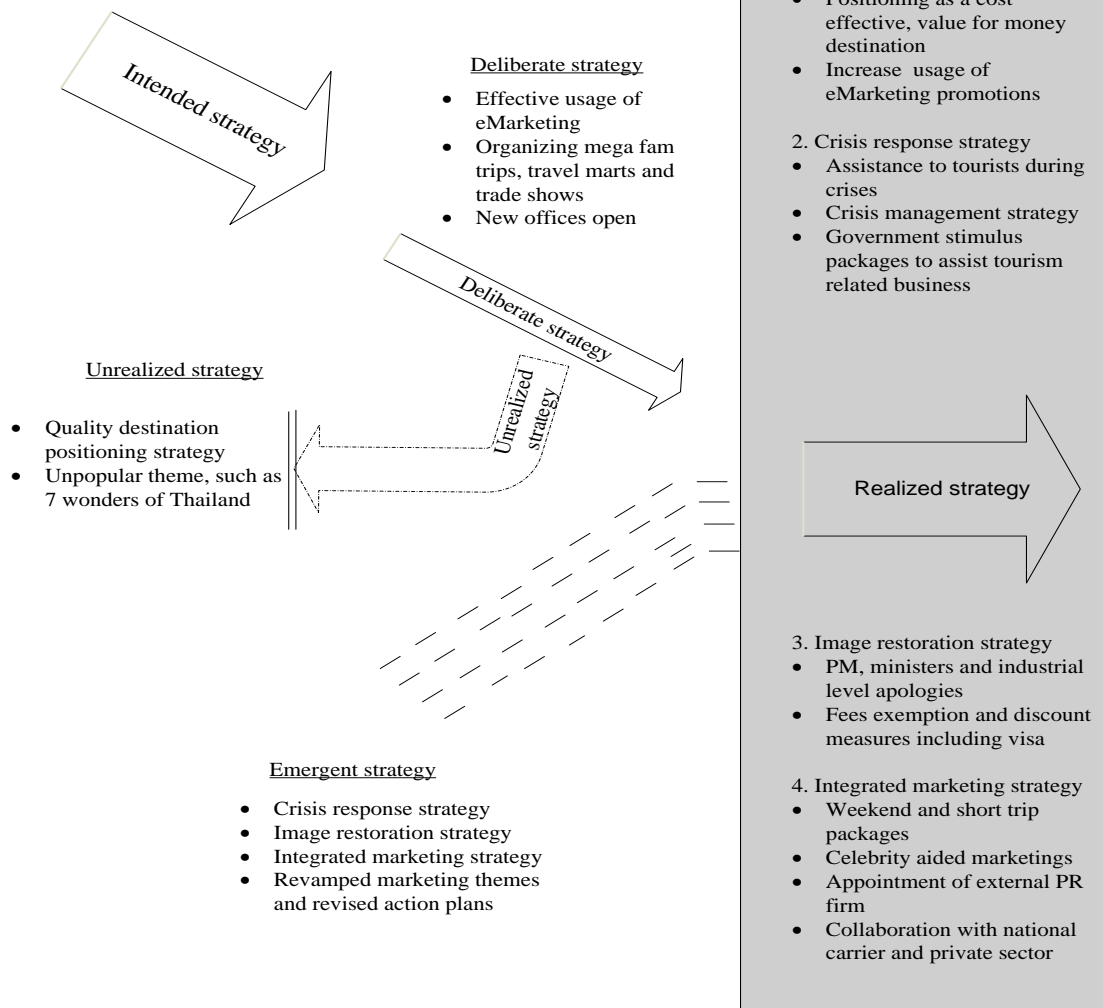 Intended strategy
Deliberate strategy
• Effective usage of
eMarketing
• Organizing mega fam
trips, travel marts and
trade shows
• New offices open
Deliberate strategy
Unrealized strategy
• Quality destination
positioning strategy
• Unpopular theme, such as
7 wonders of Thailand
Unrealized
strategy
Emergent strategy
• Crisis response strategy
• Image restoration strategy
• Integrated marketing strategy
• Revamped marketing themes
and revised action plans
• Positioning as a cost
effective, value for money
destination
• Increase usage of
eMarketing promotions
2. Crisis response strategy
• Assistance to tourists during
crises
• Crisis management strategy
• Government stimulus
packages to assist tourism
related business
Realized strategy
3. Image restoration strategy
• PM, ministers and industrial
level apologies
• Fees exemption and discount
measures including visa
4. Integrated marketing strategy
• Weekend and short trip
packages
• Celebrity aided marketings
• Appointment of external PR
firm
• Collaboration with national
carrier and private sector